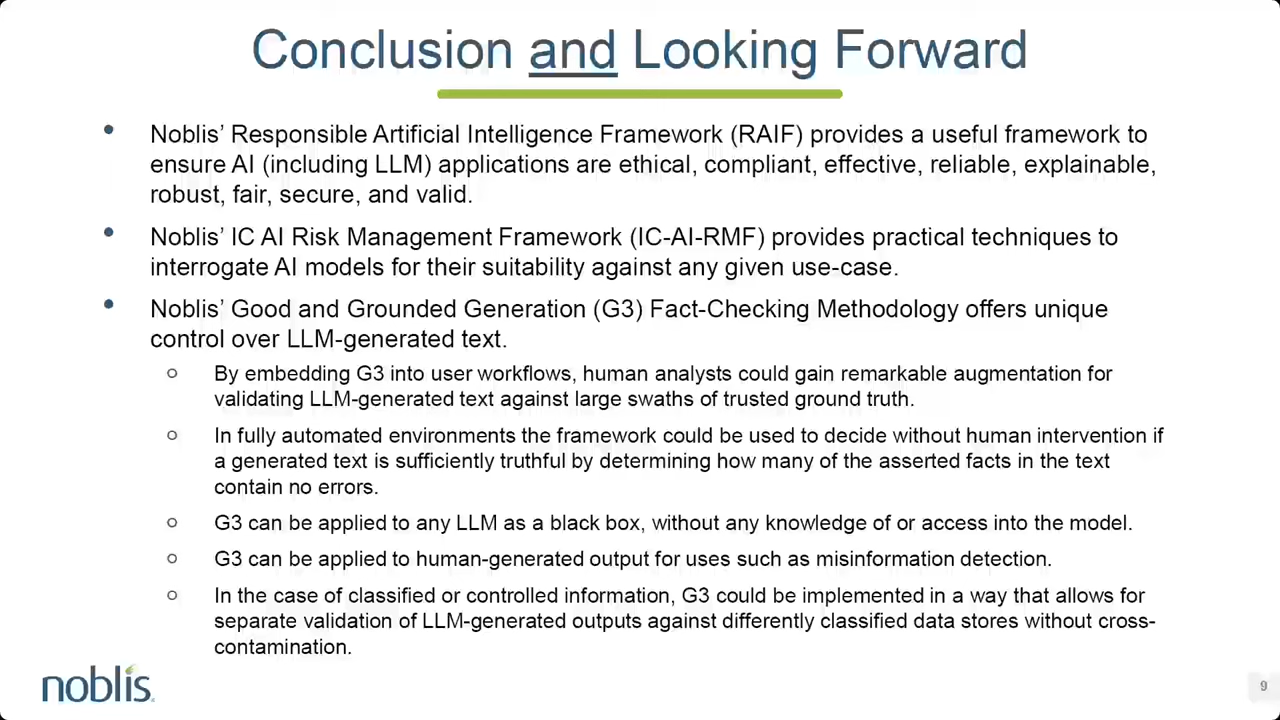 Conclusion and Looking Forward
• Noblis’ Responsible Artificial Intelligence Framework (RAIF) provides a useful framework to
ensure AI (including LLM) applications are ethical, compliant, effective, reliable, explainable,
robust, fair, secure, and valid.
• Noblis’ IC AI Risk Management Framework (IC-AI-RMF) provides practical techniques to
interrogate AI models for their suitability against any given use-case.
• Noblis’ Good and Grounded Generation (G3) Fact-Checking Methodology offers unique
control over LLM-generated text.
o By embedding G3 into user workflows, human analysts could gain remarkable augmentation for
validating LLM-generated text against large swaths of trusted ground truth.
o In fully automated environments the framework could be used to decide without human intervention if
a generated text is sufficiently truthful by determining how many of the asserted facts in the text
contain no errors.
o G3 can be applied to any LLM as a black box, without any knowledge of or access into the model.
o G3 can be applied to human-generated output for uses such as misinformation detection.
o In the case of classified or controlled information, G3 could be implemented in a way that allows for
separate validation of LLM-generated outputs against differently classified data stores without cross-
contamination.
noblis
9